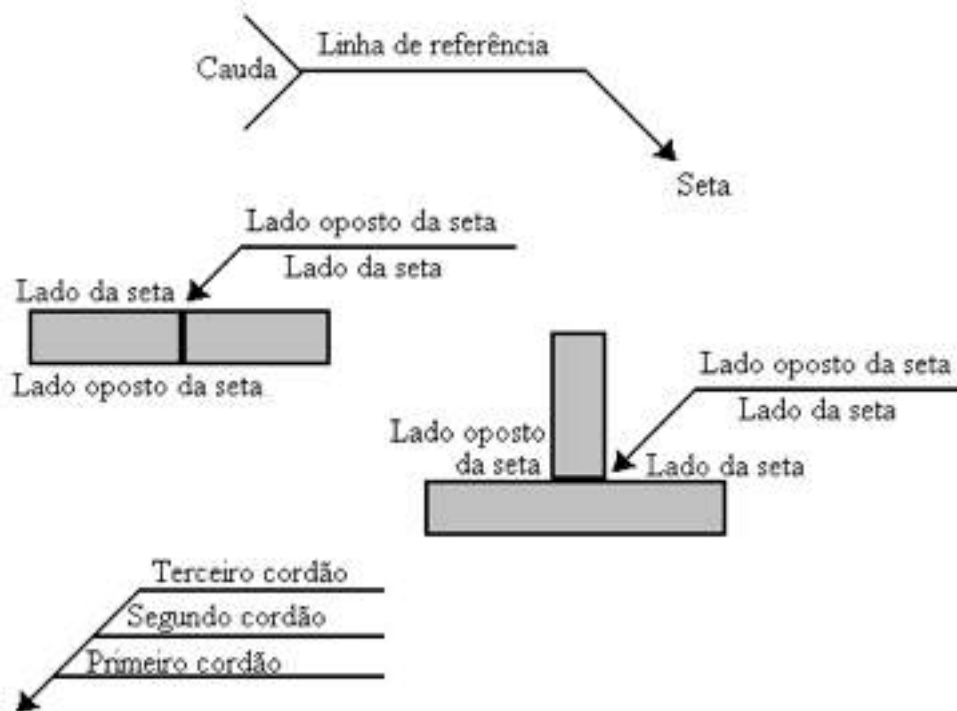 Linha de referência
Cauda
Seta
Lado oposto da seta
Lado da seta
Lado da seta
Lado oposto da seta
Lado oposto da seta
Lado da seta
Lado oposto
da seta
Lado da seta
Terceiro cordão
Segundo cordão
Primeiro cordão